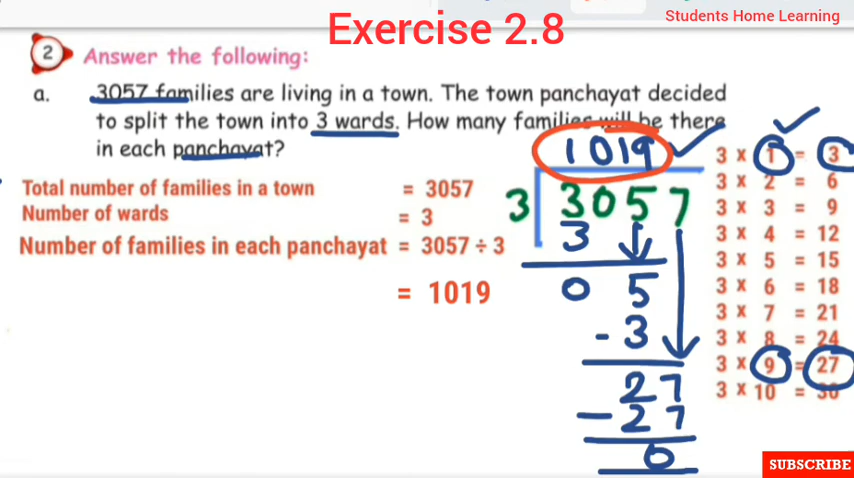 Students Home Learning
Exercise 2.8
2 Answer the following:
a. 3057 families are living in a town. The town panchayat decided
to split the town into 3 wards. How many families will be there
in each panchayat?
Total number of families in a town = 3057
Number of wards = 3
Number of families in each panchayat = 3057 ÷ 3
= 1019
1019
3 3057
3
0 5
- 3
27
- 27
0
3 x 1 = 3
3 x 2 = 6
3 x 3 = 9
3 x 4 = 12
3 x 5 = 15
3 x 6 = 18
3 x 7 = 21
3 x 8 = 24
3 x 9 = 27
3 x 10 = 30
SUBSCRIBE